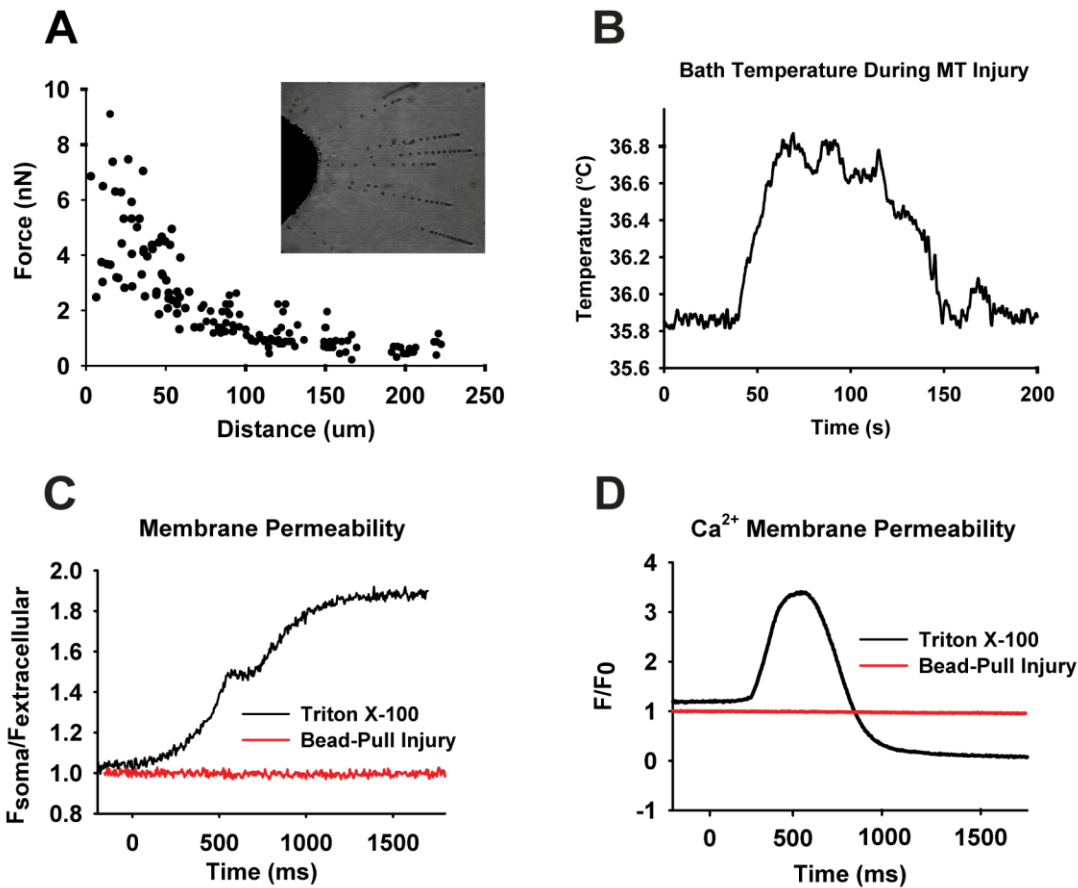 A
10
8
6
4
2
0
Force (nN)
0 50 100 150 200 250
Distance (um)
B
Bath Temperature During MT Injury
36.8
36.6
36.4
36.2
36.0
35.8
35.6
Temperature (°C)
0 50 100 150 200
Time (s)
C
Membrane Permeability
2.0
1.8
1.6
1.4
1.2
1.0
0.8
Fsoma/Fextracellular
Triton X-100
Bead-Pull Injury
0 500 1000 1500
Time (ms)
D
Ca2+ Membrane Permeability
4
3
2
1
0
-1
F/F0
Triton X-100
Bead-Pull Injury
0 500 1000 1500
Time (ms)